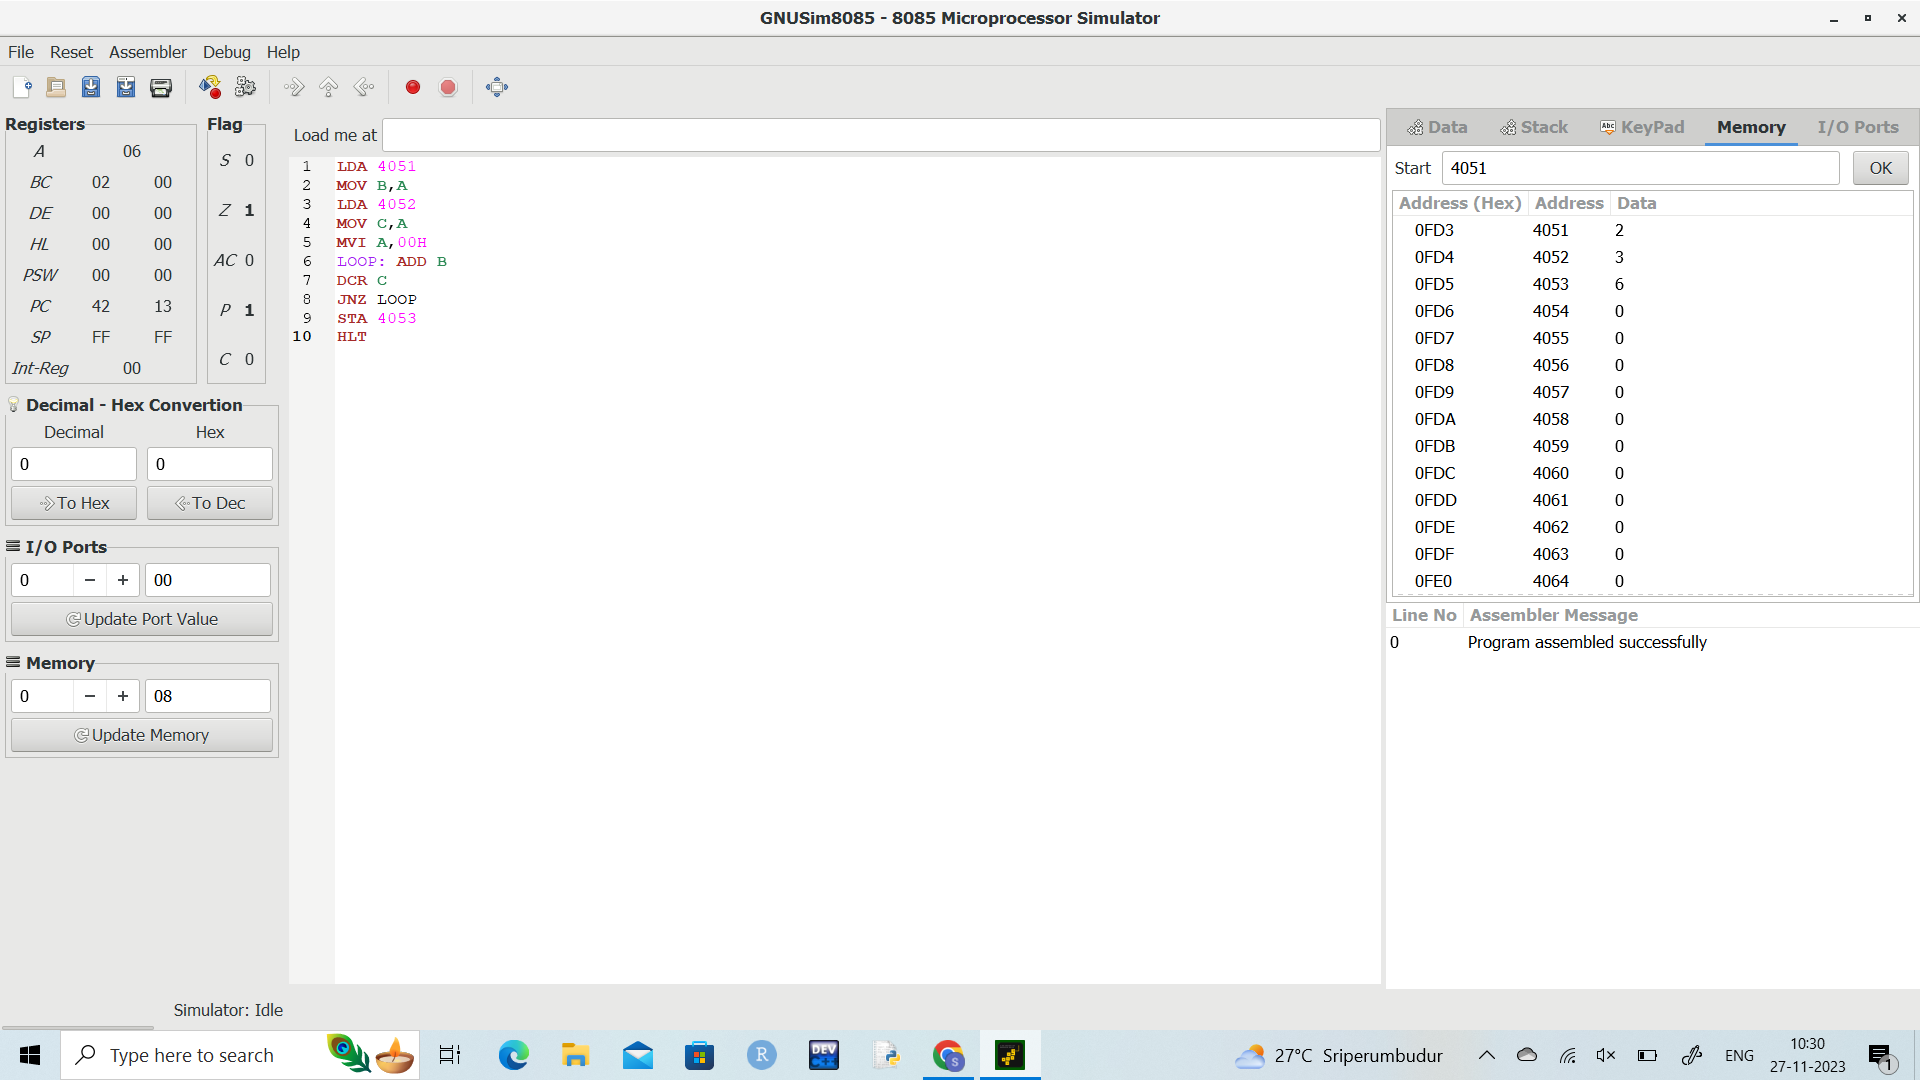 GNUSim8085 - 8085 Microprocessor Simulator
File Reset Assembler Debug Help
Registers
A 06
BC 02 00
DE 00 00
HL 00 00
PSW 00 00
PC 42 13
SP FF FF
Int-Reg 00
Flag
S 0
Z 1
AC 0
P 1
C 0
Decimal - Hex Convertion
Decimal Hex
0 0
To Hex To Dec
I/O Ports
0 − + 00
Update Port Value
Memory
0 − + 08
Update Memory
Load me at
1 LDA 4051
2 MOV B,A
3 LDA 4052
4 MOV C,A
5 MVI A,00H
6 LOOP: ADD B
7 DCR C
8 JNZ LOOP
9 STA 4053
10 HLT
Data Stack Abc KeyPad Memory I/O Ports
Start 4051 OK
Address (Hex) Address Data
0FD3 4051 2
0FD4 4052 3
0FD5 4053 6
0FD6 4054 0
0FD7 4055 0
0FD8 4056 0
0FD9 4057 0
0FDA 4058 0
0FDB 4059 0
0FDC 4060 0
0FDD 4061 0
0FDE 4062 0
0FDF 4063 0
0FE0 4064 0
Line No Assembler Message
0 Program assembled successfully
Simulator: Idle
Type here to search
R
DEV
C++
S
27°C Sriperumbudur
ENG
10:30
27-11-2023
1